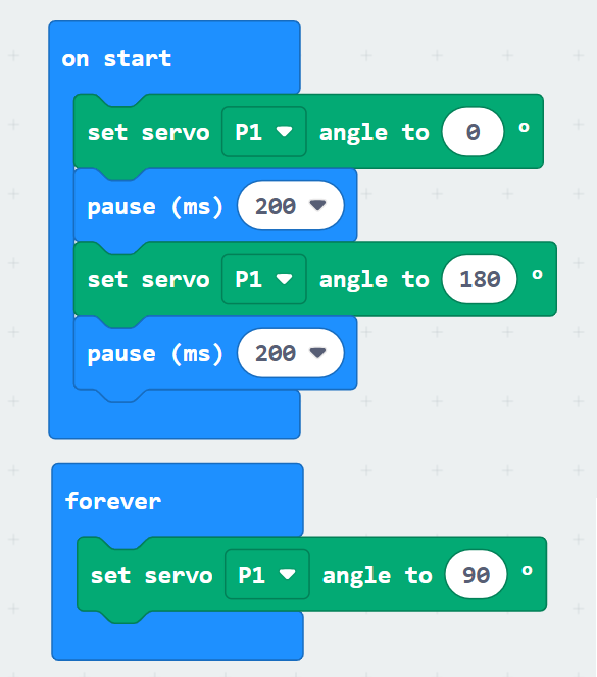 on start
set servo P1 angle to 0 °
pause (ms) 200
set servo P1 angle to 180 °
pause (ms) 200
forever
set servo P1 angle to 90 °